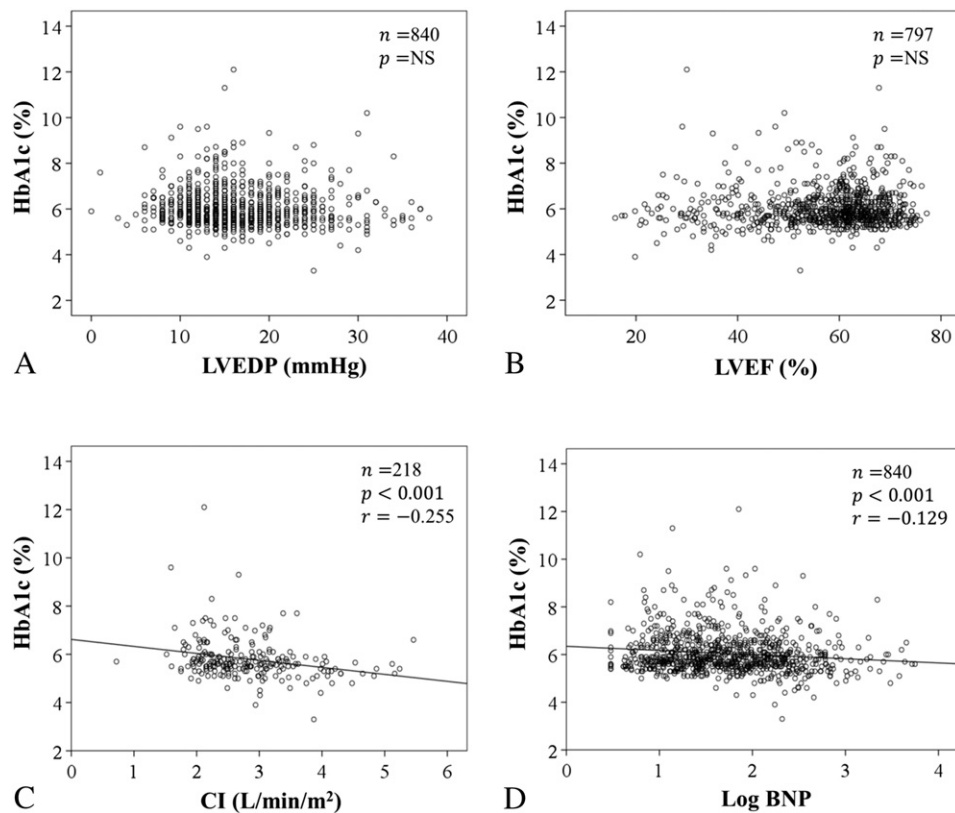 n =840
p =NS
14
12
10
8
6
4
2
HbA1c (%)
0 10 20 30 40
A
LVEDP (mmHg)
n =797
p =NS
14
12
10
8
6
4
2
HbA1c (%)
20 40 60 80
B
LVEF (%)
n =218
p < 0.001
r = −0.255
14
12
10
8
6
4
2
HbA1c (%)
0 1 2 3 4 5 6
C
CI (L/min/m²)
n =840
p < 0.001
r = −0.129
14
12
10
8
6
4
2
HbA1c (%)
0 1 2 3 4
D
Log BNP